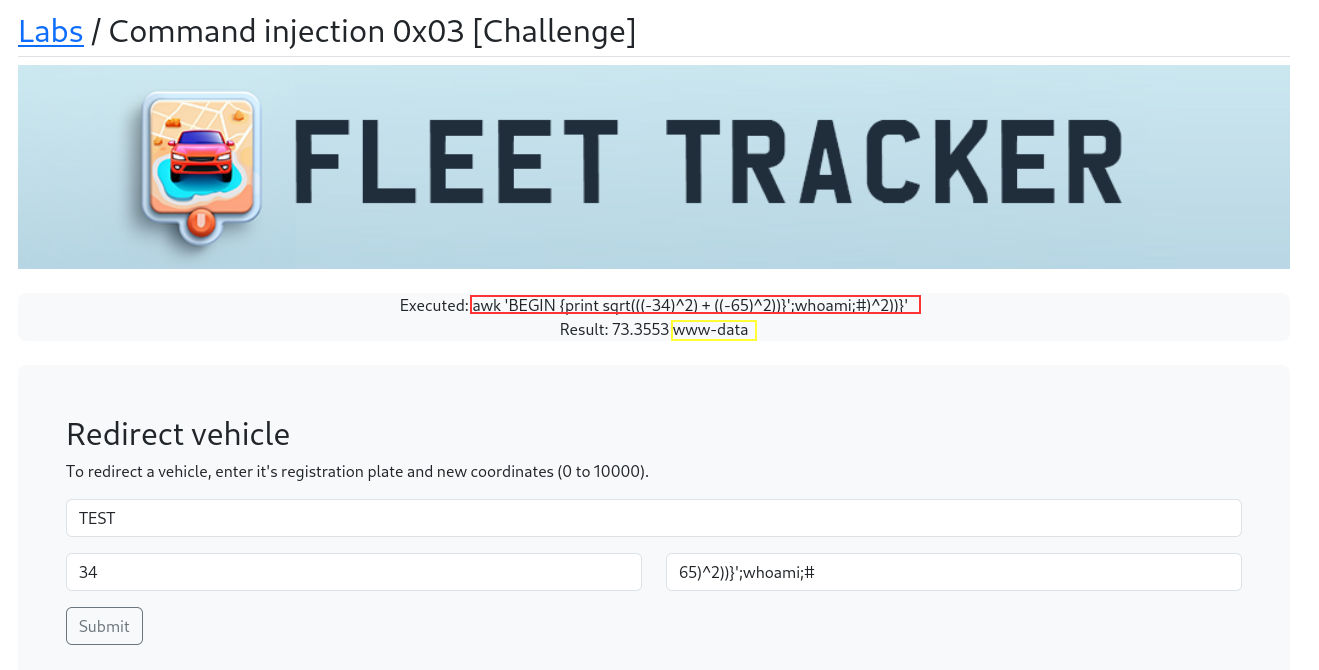 Labs / Command injection 0x03 [Challenge]
FLEET TRACKER
Executed: awk 'BEGIN {print sqrt(((-34)^2) + ((-65)^2))}';whoami;#)^2))}'
Result: 73.3553 www-data
Redirect vehicle
To redirect a vehicle, enter it's registration plate and new coordinates (0 to 10000).
TEST
34 65)^2))}';whoami;#
Submit